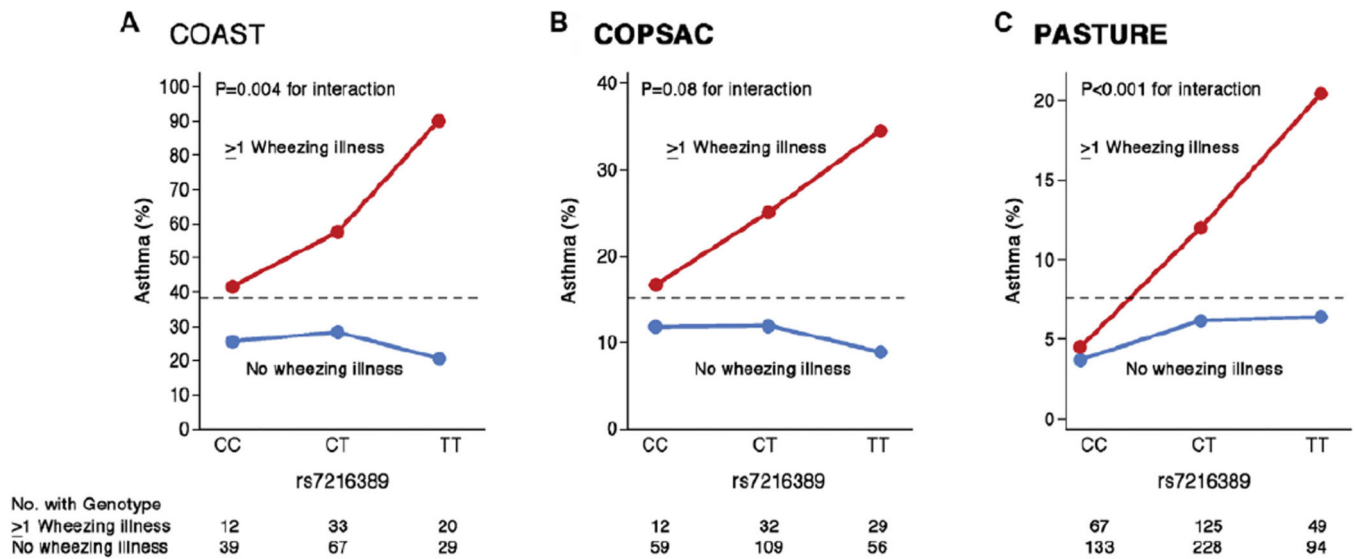 A COAST
Asthma (%)
100
90
80
70
60
50
40
30
20
10
0
P=0.004 for interaction
≥1 Wheezing illness
No wheezing illness
CC CT TT
rs7216389
B COPSAC
Asthma (%)
40
30
20
10
0
P=0.08 for interaction
≥1 Wheezing illness
No wheezing illness
CC CT TT
rs7216389
C PASTURE
Asthma (%)
20
15
10
5
0
P<0.001 for interaction
≥1 Wheezing illness
No wheezing illness
CC CT TT
rs7216389
No. with Genotype
≥1 Wheezing illness 12 33 20 12 32 29 67 125 49
No wheezing illness 39 67 29 59 109 56 133 228 94